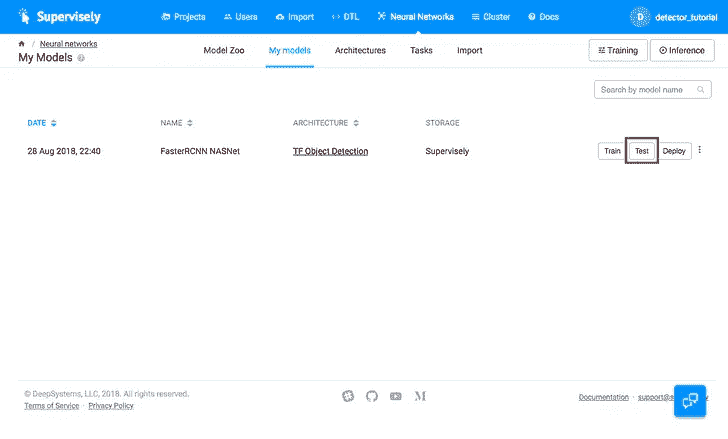 Supervisely Projects Users Import DTL Neural Networks Cluster Docs D detector_tutorial
/ Neural networks
My Models
Model Zoo My models Architectures Tasks Import Training Inference
Search by model name
DATE NAME ARCHITECTURE STORAGE
28 Aug 2018, 22:40 FasterRCNN NASNet TF Object Detection Supervisely Train Test Deploy
© DeepSystems, LLC, 2018. All rights reserved.
Terms of Service · Privacy Policy
Documentation · support@s